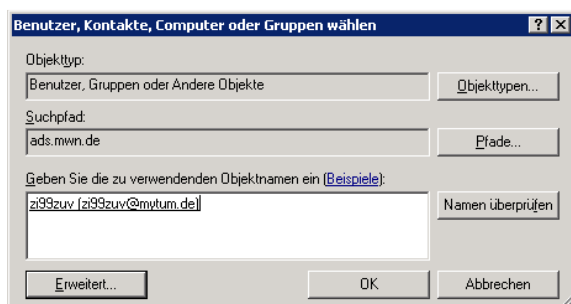 Benutzer, Kontakte, Computer oder Gruppen wählen
Objekttyp:
Benutzer, Gruppen oder Andere Objekte
Objekttypen...
Suchpfad:
ads.mwn.de
Pfade...
Geben Sie die zu verwendenden Objektnamen ein (Beispiele):
zi99zuv (zi99zuv@mytum.de)
Namen überprüfen
Erweitert...
OK
Abbrechen